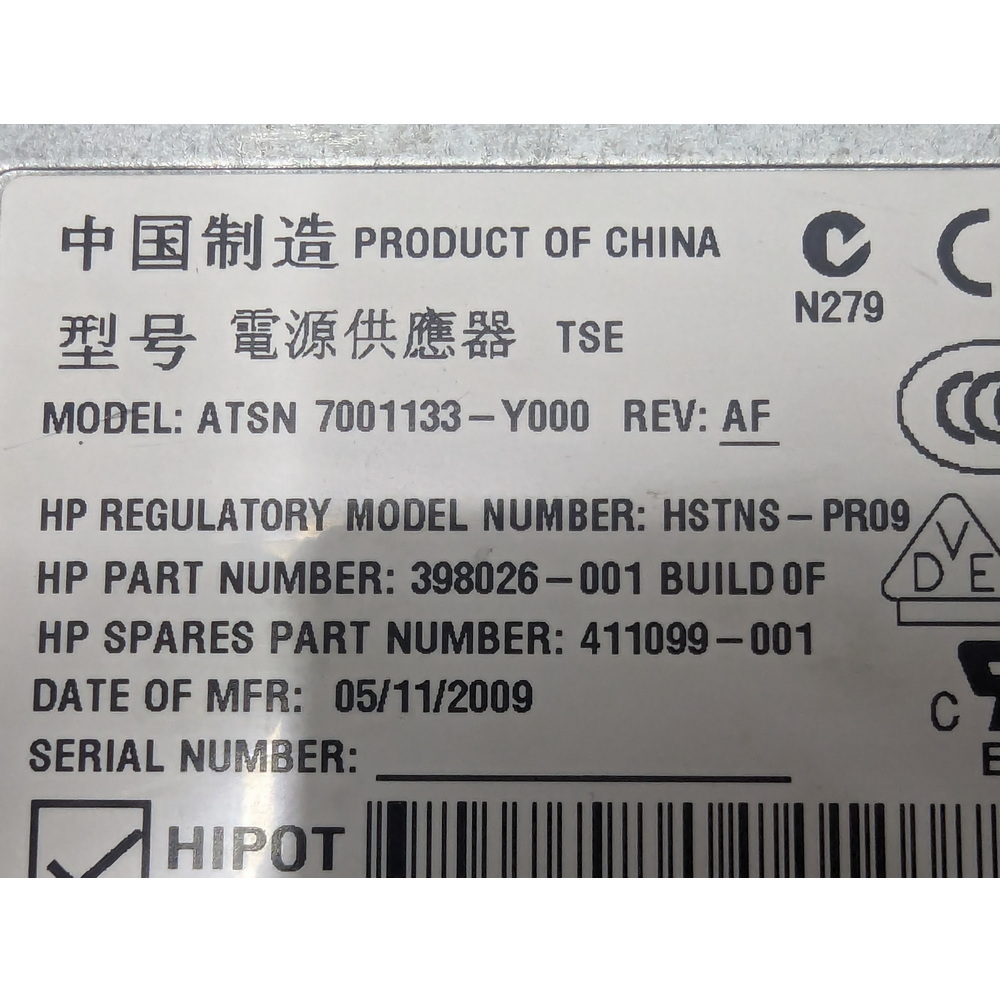 中国制造 PRODUCT OF CHINA
N279
型号 電源供應器 TSE
MODEL: ATSN 7001133-Y000 REV: AF
HP REGULATORY MODEL NUMBER: HSTNS-PR09
DVE
HP PART NUMBER: 398026-001 BUILD OF
HP SPARES PART NUMBER: 411099-001
DATE OF MFR: 05/11/2009
C
SERIAL NUMBER:
HIPOT